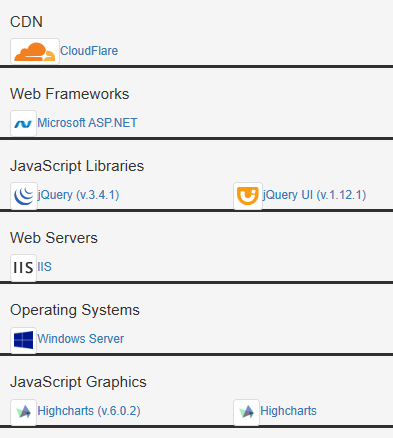 CDN
CloudFlare
Web Frameworks
Microsoft ASP.NET
JavaScript Libraries
jQuery (v.3.4.1) jQuery UI (v.1.12.1)
Web Servers
IIS IIS
Operating Systems
Windows Server
JavaScript Graphics
Highcharts (v.6.0.2) Highcharts